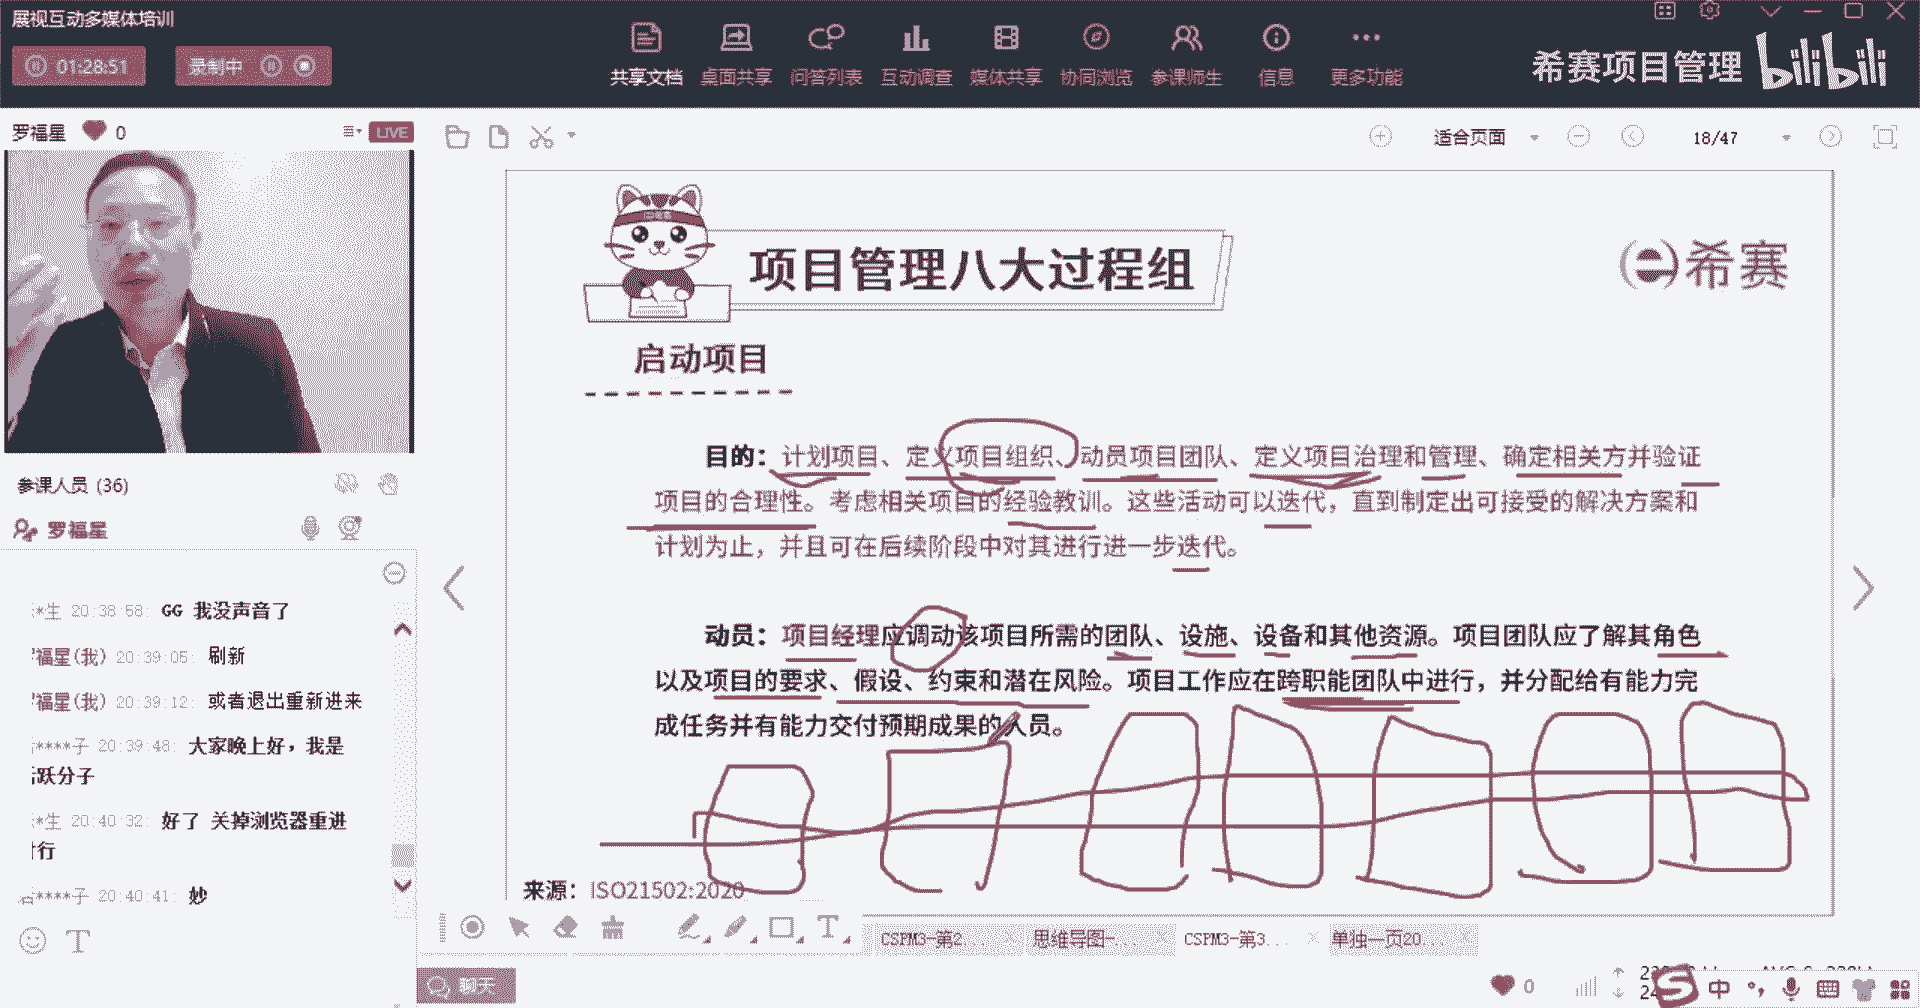 展视互动多媒体培训
01:28:51
录制中
共享文档 桌面共享 问答列表 互动调查 媒体共享 协同浏览 参课师生 信息 更多功能
希赛项目管理 bilibili
罗福星 0
LIVE
适合页面
18/47
项目管理八大过程组
希赛
启动项目
目的：计划项目、定义项目组织、动员项目团队、定义项目治理和管理、确定相关方并验证
项目的合理性。考虑相关项目的经验教训。这些活动可以迭代，直到制定出可接受的解决方案和
计划为止，并且可在后续阶段中对其进行进一步迭代。
动员：项目经理应调动该项目所需的团队、设施、设备和其他资源。项目团队应了解其角色
以及项目的要求、假设、约束和潜在风险。项目工作应在跨职能团队中进行，并分配给有能力完
成任务并有能力交付预期成果的人员。
来源：ISO21502:2020
参课人员 (36)
罗福星
*生 20:38:58: GG 我没声音了
福星(我) 20:39:05: 刷新
福星(我) 20:39:12: 或者退出重新进来
****子 20:39:48: 大家晚上好，我是
跃分子
*生 20:40:32: 好了 关掉浏览器重进
行
****子 20:40:41: 妙
T
T
CSPM3-第2... 思维导图-... CSPM3-第3... 单独一页20...
聊天
0
中